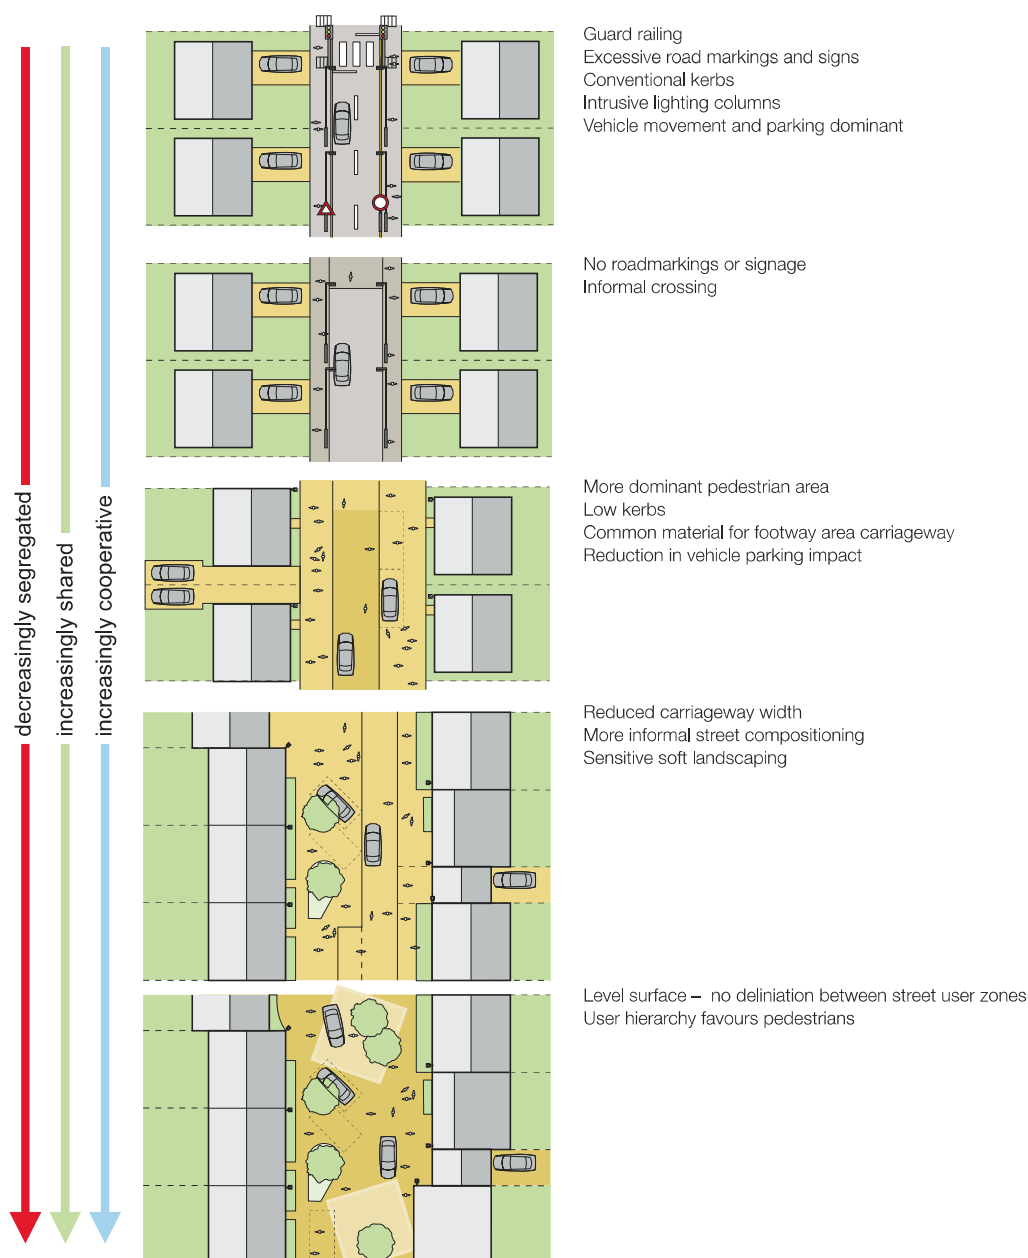 Guard railing
Excessive road markings and signs
Conventional kerbs
Intrusive lighting columns
Vehicle movement and parking dominant
No roadmarkings or signage
Informal crossing
More dominant pedestrian area
Low kerbs
Common material for footway area carriageway
Reduction in vehicle parking impact
decreasingly segregated
increasingly shared
increasingly cooperative
Reduced carriageway width
More informal street compositioning
Sensitive soft landscaping
Level surface – no deliniation between street user zones
User hierarchy favours pedestrians